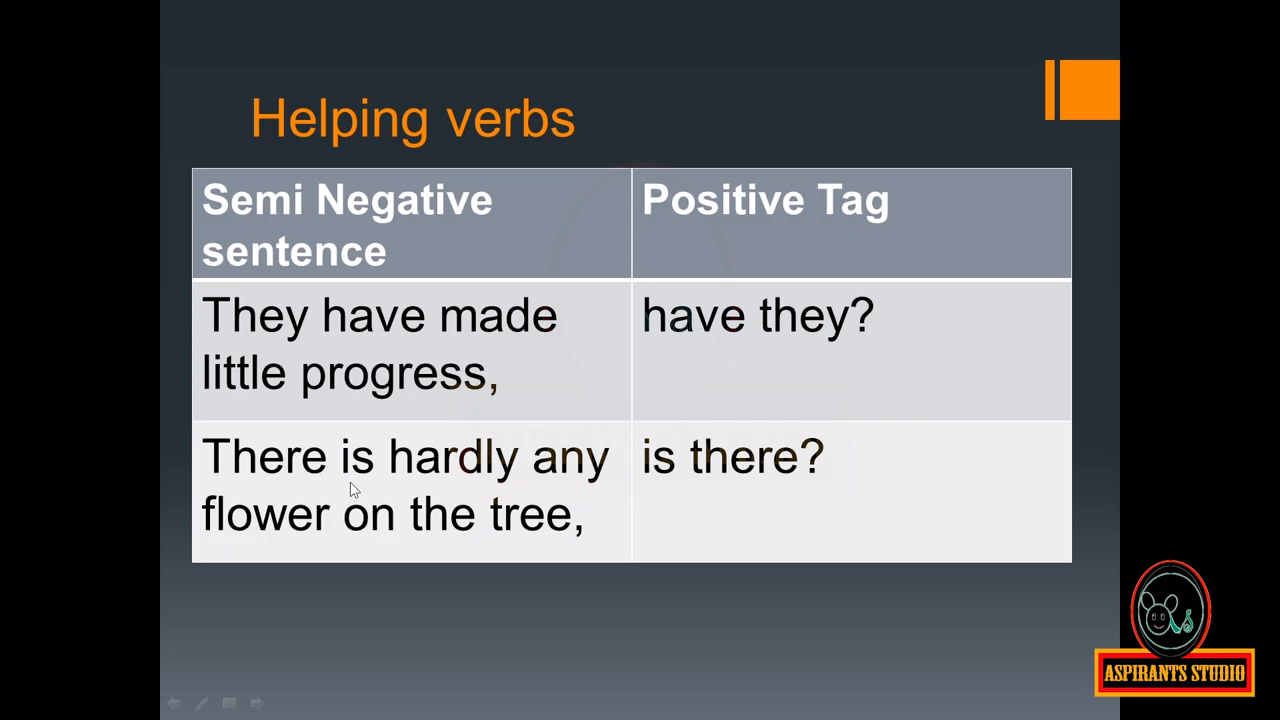 Helping verbs
Semi Negative
sentence
Positive Tag
They have made
little progress,
have they?
There is hardly any
flower on the tree,
is there?
ASPIRANTS STUDIO